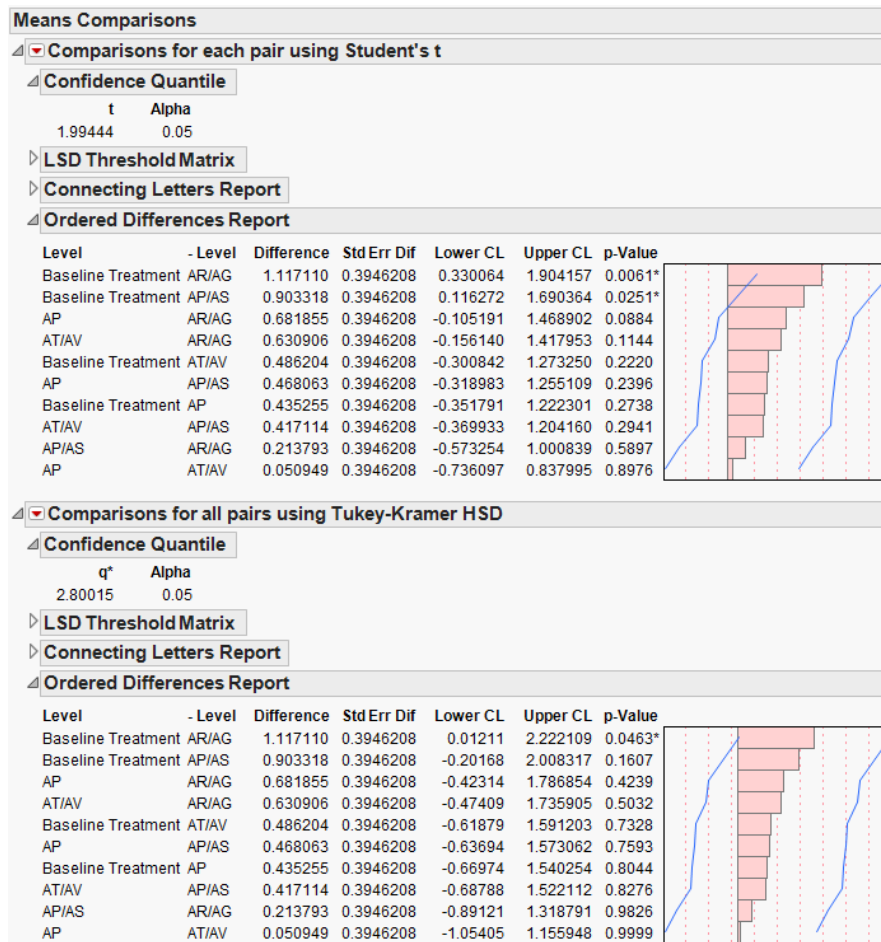 Means Comparisons
Comparisons for each pair using Student's t
Confidence Quantile
t Alpha
1.99444 0.05
LSD Threshold Matrix
Connecting Letters Report
Ordered Differences Report
Level - Level Difference Std Err Dif Lower CL Upper CL p-Value
Baseline Treatment AR/AG 1.117110 0.3946208 0.330064 1.904157 0.0061*
Baseline Treatment AP/AS 0.903318 0.3946208 0.116272 1.690364 0.0251*
AP AR/AG 0.681855 0.3946208 -0.105191 1.468902 0.0884
AT/AV AR/AG 0.630906 0.3946208 -0.156140 1.417953 0.1144
Baseline Treatment AT/AV 0.486204 0.3946208 -0.300842 1.273250 0.2220
AP AP/AS 0.468063 0.3946208 -0.318983 1.255109 0.2396
Baseline Treatment AP 0.435255 0.3946208 -0.351791 1.222301 0.2738
AT/AV AP/AS 0.417114 0.3946208 -0.369933 1.204160 0.2941
AP/AS AR/AG 0.213793 0.3946208 -0.573254 1.000839 0.5897
AP AT/AV 0.050949 0.3946208 -0.736097 0.837995 0.8976
Comparisons for all pairs using Tukey-Kramer HSD
Confidence Quantile
q* Alpha
2.80015 0.05
LSD Threshold Matrix
Connecting Letters Report
Ordered Differences Report
Level - Level Difference Std Err Dif Lower CL Upper CL p-Value
Baseline Treatment AR/AG 1.117110 0.3946208 0.01211 2.222109 0.0463*
Baseline Treatment AP/AS 0.903318 0.3946208 -0.20168 2.008317 0.1607
AP AR/AG 0.681855 0.3946208 -0.42314 1.786854 0.4239
AT/AV AR/AG 0.630906 0.3946208 -0.47409 1.735905 0.5032
Baseline Treatment AT/AV 0.486204 0.3946208 -0.61879 1.591203 0.7328
AP AP/AS 0.468063 0.3946208 -0.63694 1.573062 0.7593
Baseline Treatment AP 0.435255 0.3946208 -0.66974 1.540254 0.8044
AT/AV AP/AS 0.417114 0.3946208 -0.68788 1.522112 0.8276
AP/AS AR/AG 0.213793 0.3946208 -0.89121 1.318791 0.9826
AP AT/AV 0.050949 0.3946208 -1.05405 1.155948 0.9999